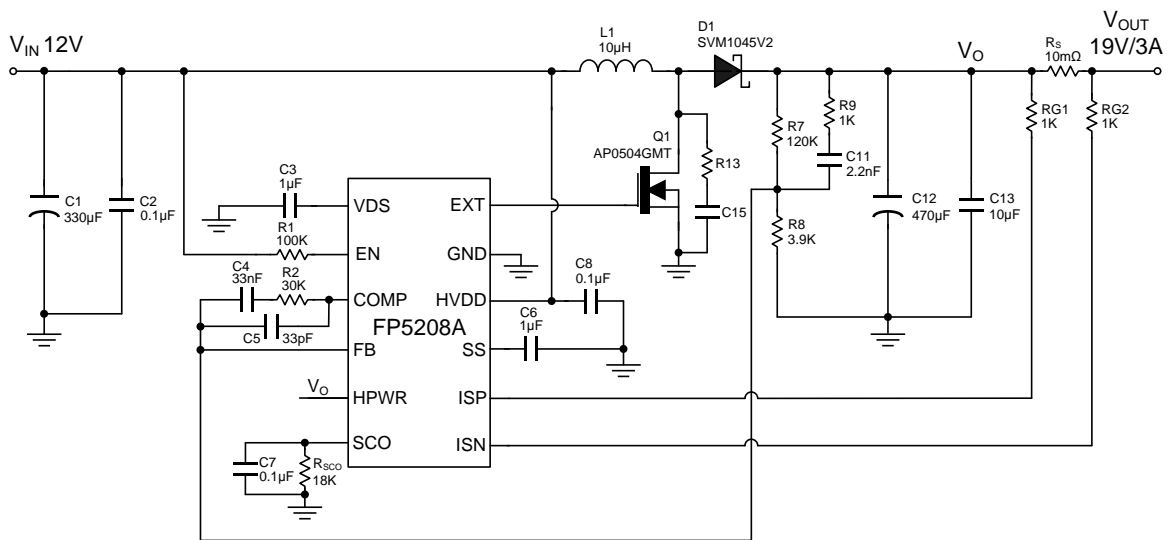 V_IN 12V
L1
10µH
D1
SVM1045V2
V_O
R_S
10mΩ
V_OUT
19V/3A
C1
330µF
C2
0.1µF
C3
1µF
R1
100K
C4
33nF
R2
30K
C5
33pF
V_O
C7
0.1µF
R_SCO
18K
VDS
EN
COMP
FP5208A
FB
HPWR
SCO
EXT
GND
HVDD
SS
ISP
ISN
C8
0.1µF
C6
1µF
Q1
AP0504GMT
R13
C15
R7
120K
R9
1K
C11
2.2nF
R8
3.9K
C12
470µF
C13
10µF
RG1
1K
RG2
1K